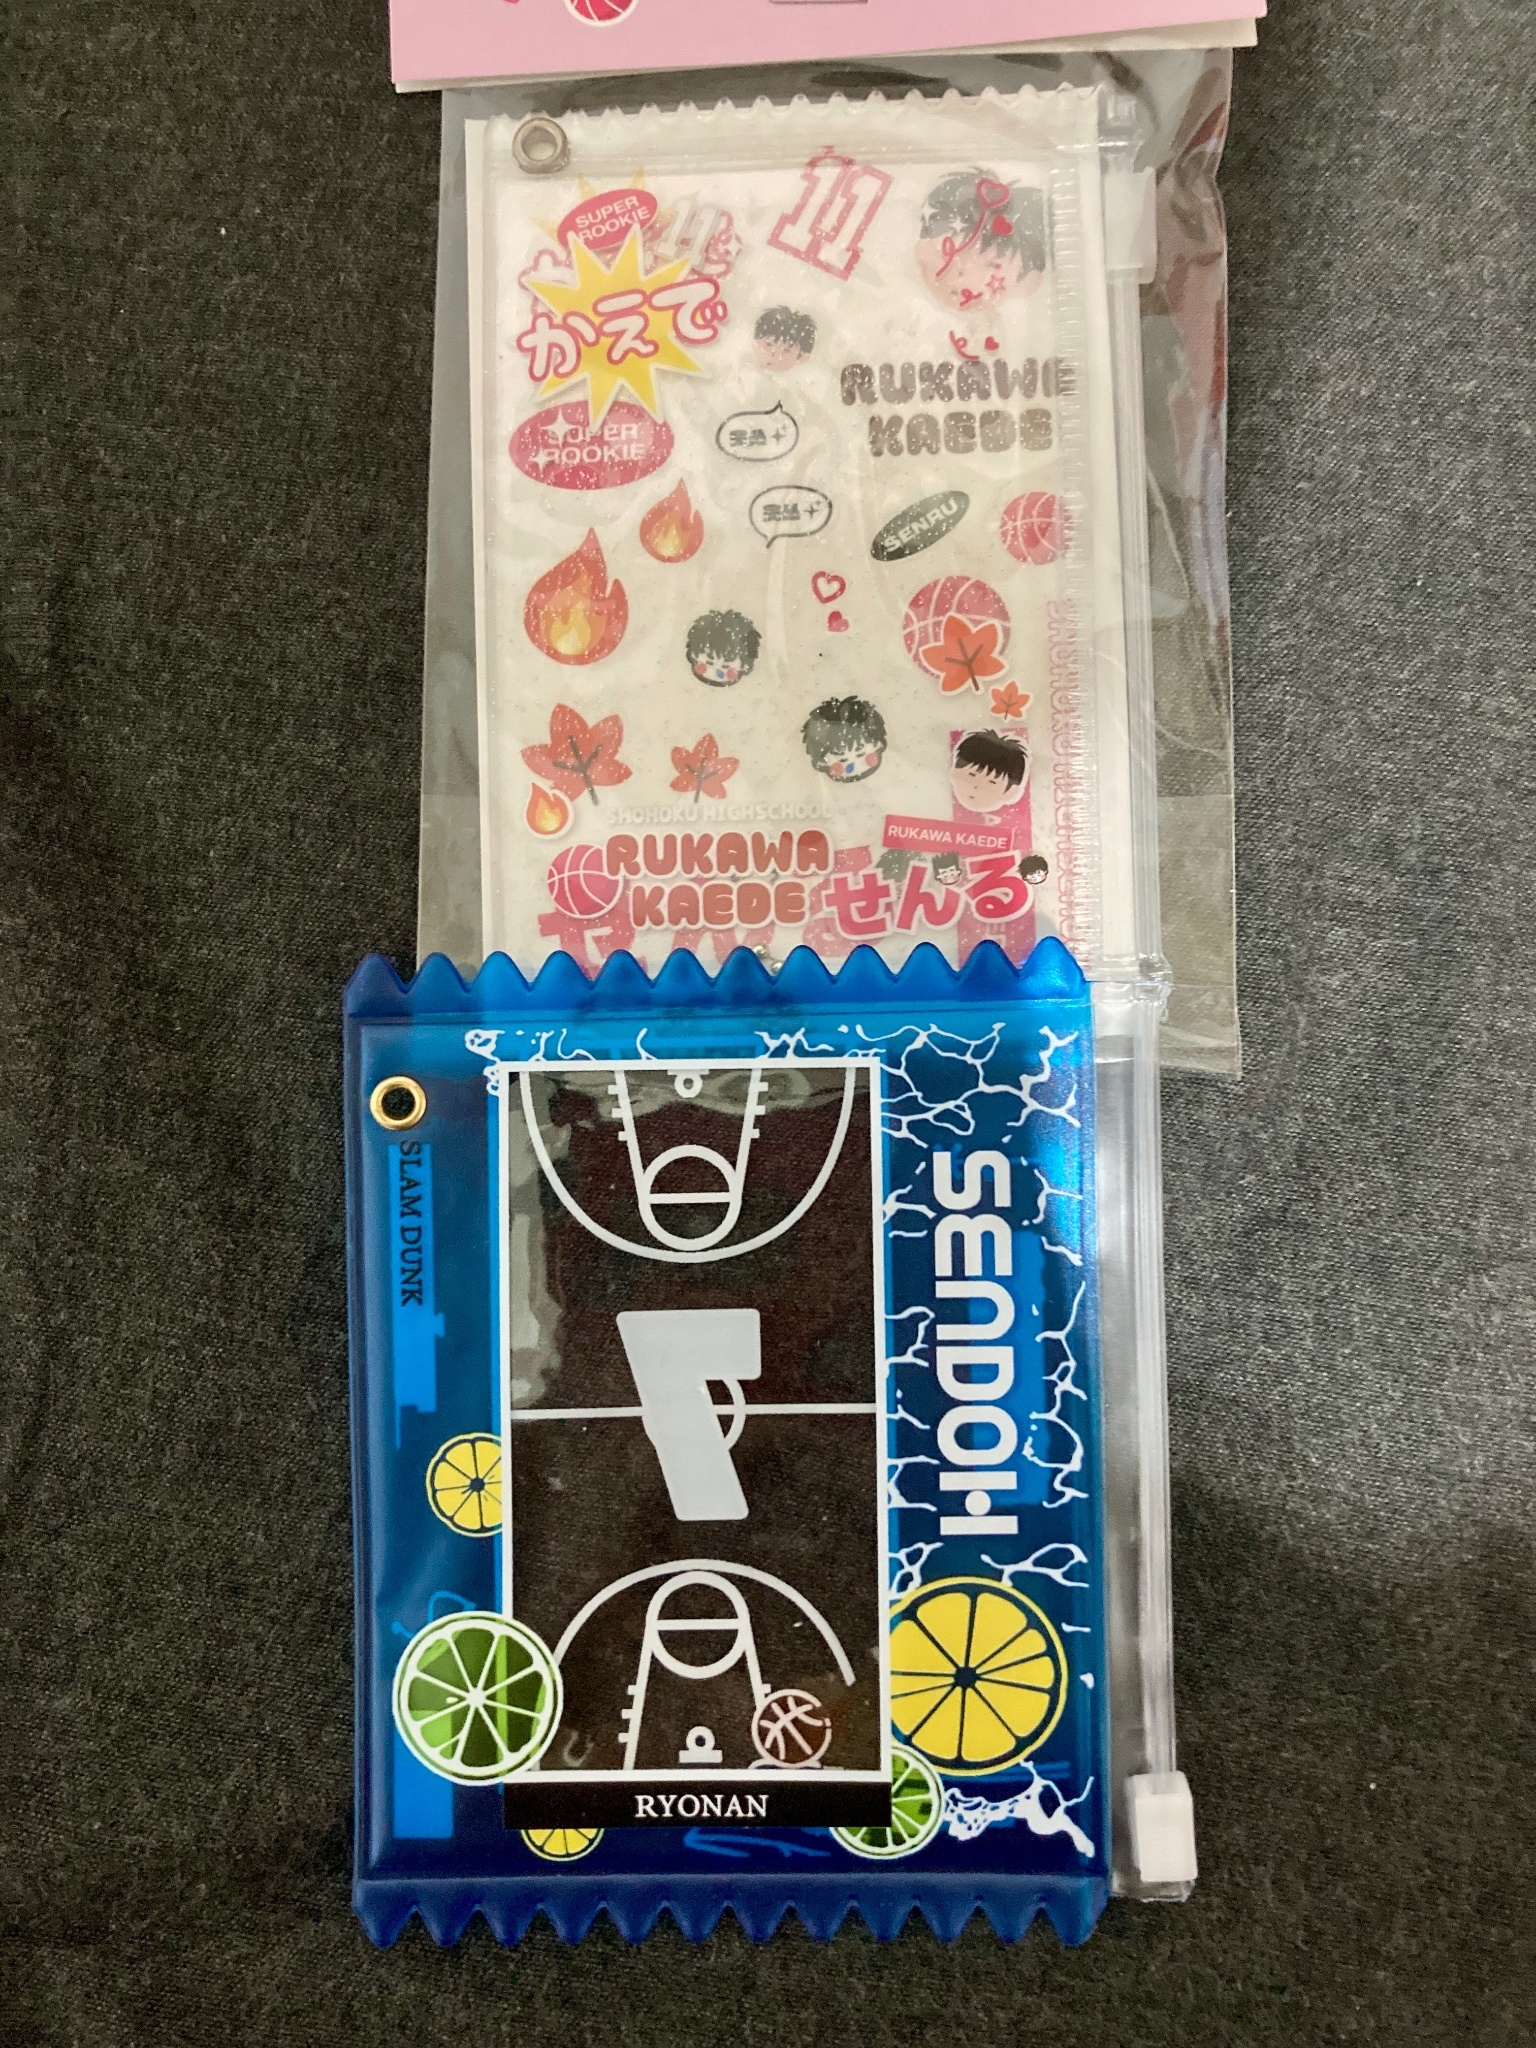 SUPER
ROOKIE
11
11
かえで
RUKAWA
KAEDE
SUPER
ROOKIE
SENRU
SHOHOKU HIGHSCHOOL
RUKAWA
KAEDE
RUKAWA KAEDE
せんる
SLAM DUNK
SENDOH
7
RYONAN